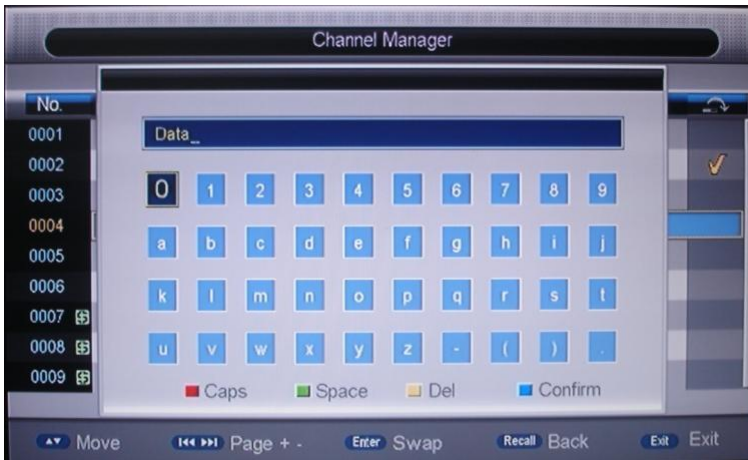 Channel Manager
No.
0001
0002
0003
0004
0005
0006
0007 $
0008 $
0009 $
Data_
0 1 2 3 4 5 6 7 8 9
a b c d e f g h i j
k l m n o p q r s t
u v w x y z - ( ) .
Caps Space Del Confirm
Move Page + - Enter Swap Recall Back Exit Exit